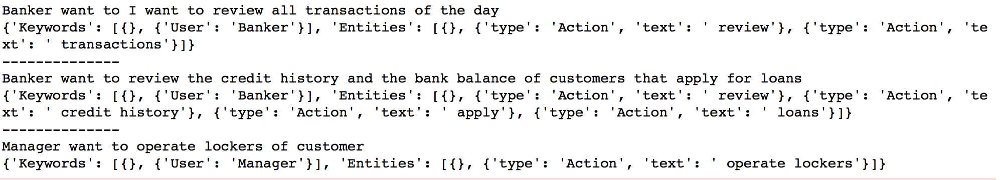 Banker want to I want to review all transactions of the day
{'Keywords': [{}, {'User': 'Banker'}], 'Entities': [{}, {'type': 'Action', 'text': ' review'}, {'type': 'Action', 'te
xt': ' transactions'}]}
--------------
Banker want to review the credit history and the bank balance of customers that apply for loans
{'Keywords': [{}, {'User': 'Banker'}], 'Entities': [{}, {'type': 'Action', 'text': ' review'}, {'type': 'Action', 'te
xt': ' credit history'}, {'type': 'Action', 'text': ' apply'}, {'type': 'Action', 'text': ' loans'}]}
--------------
Manager want to operate lockers of customer
{'Keywords': [{}, {'User': 'Manager'}], 'Entities': [{}, {'type': 'Action', 'text': ' operate lockers'}]}